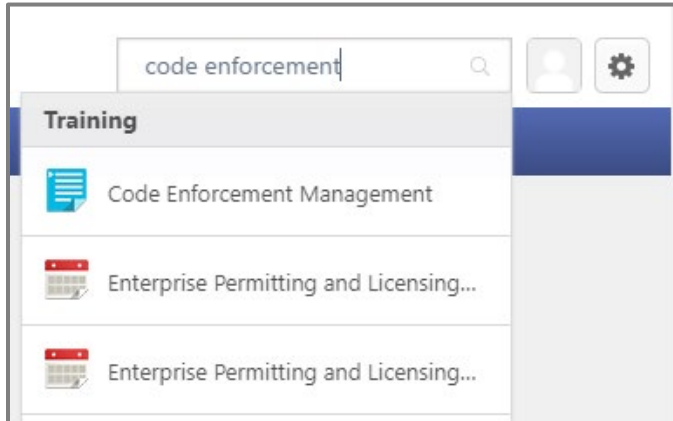 code enforcement
Training
Code Enforcement Management
Enterprise Permitting and Licensing...
Enterprise Permitting and Licensing...